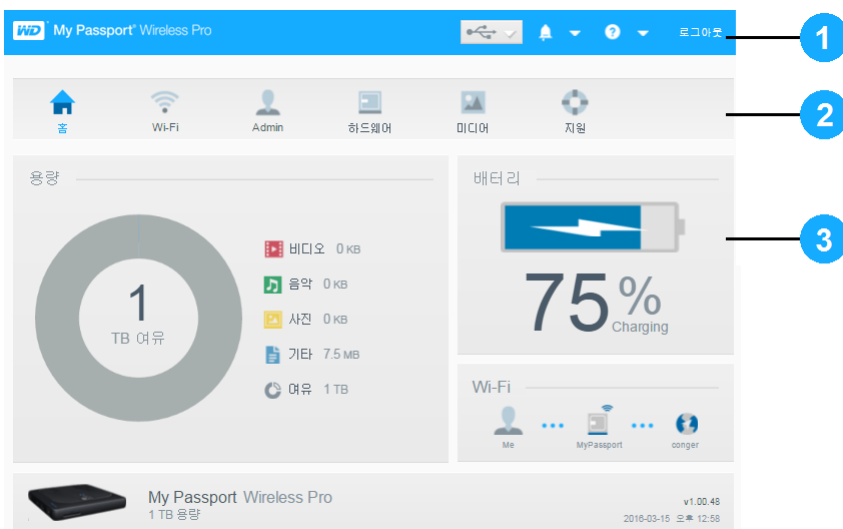 WD My Passport® Wireless Pro 로그아웃 1
홈 Wi-Fi Admin 하드웨어 미디어 지원 2
용량
1
TB 여유
비디오 0 KB
음악 0 KB
사진 0 KB
기타 7.5 MB
여유 1 TB
배터리
75%
Charging
3
Wi-Fi
Me MyPassport conger
My Passport Wireless Pro
1 TB 용량
v1.00.48
2016-03-15 오후 12:58